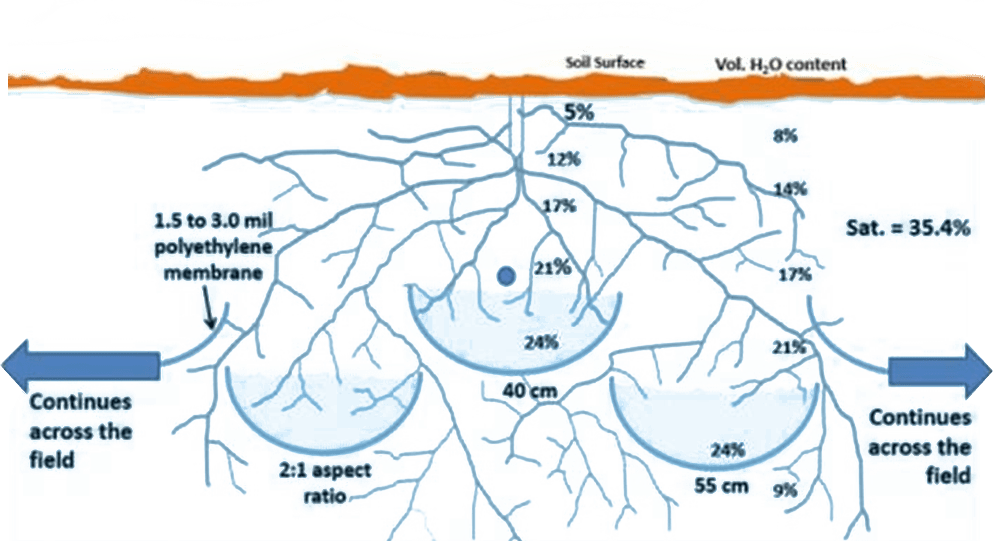 Soil Surface
Vol. H₂O content
5%
8%
12%
14%
17%
1.5 to 3.0 mil
polyethylene
membrane
Sat. = 35.4%
21%
17%
24%
21%
40 cm
Continues
across the
field
Continues
across the
field
2:1 aspect
ratio
24%
55 cm
9%